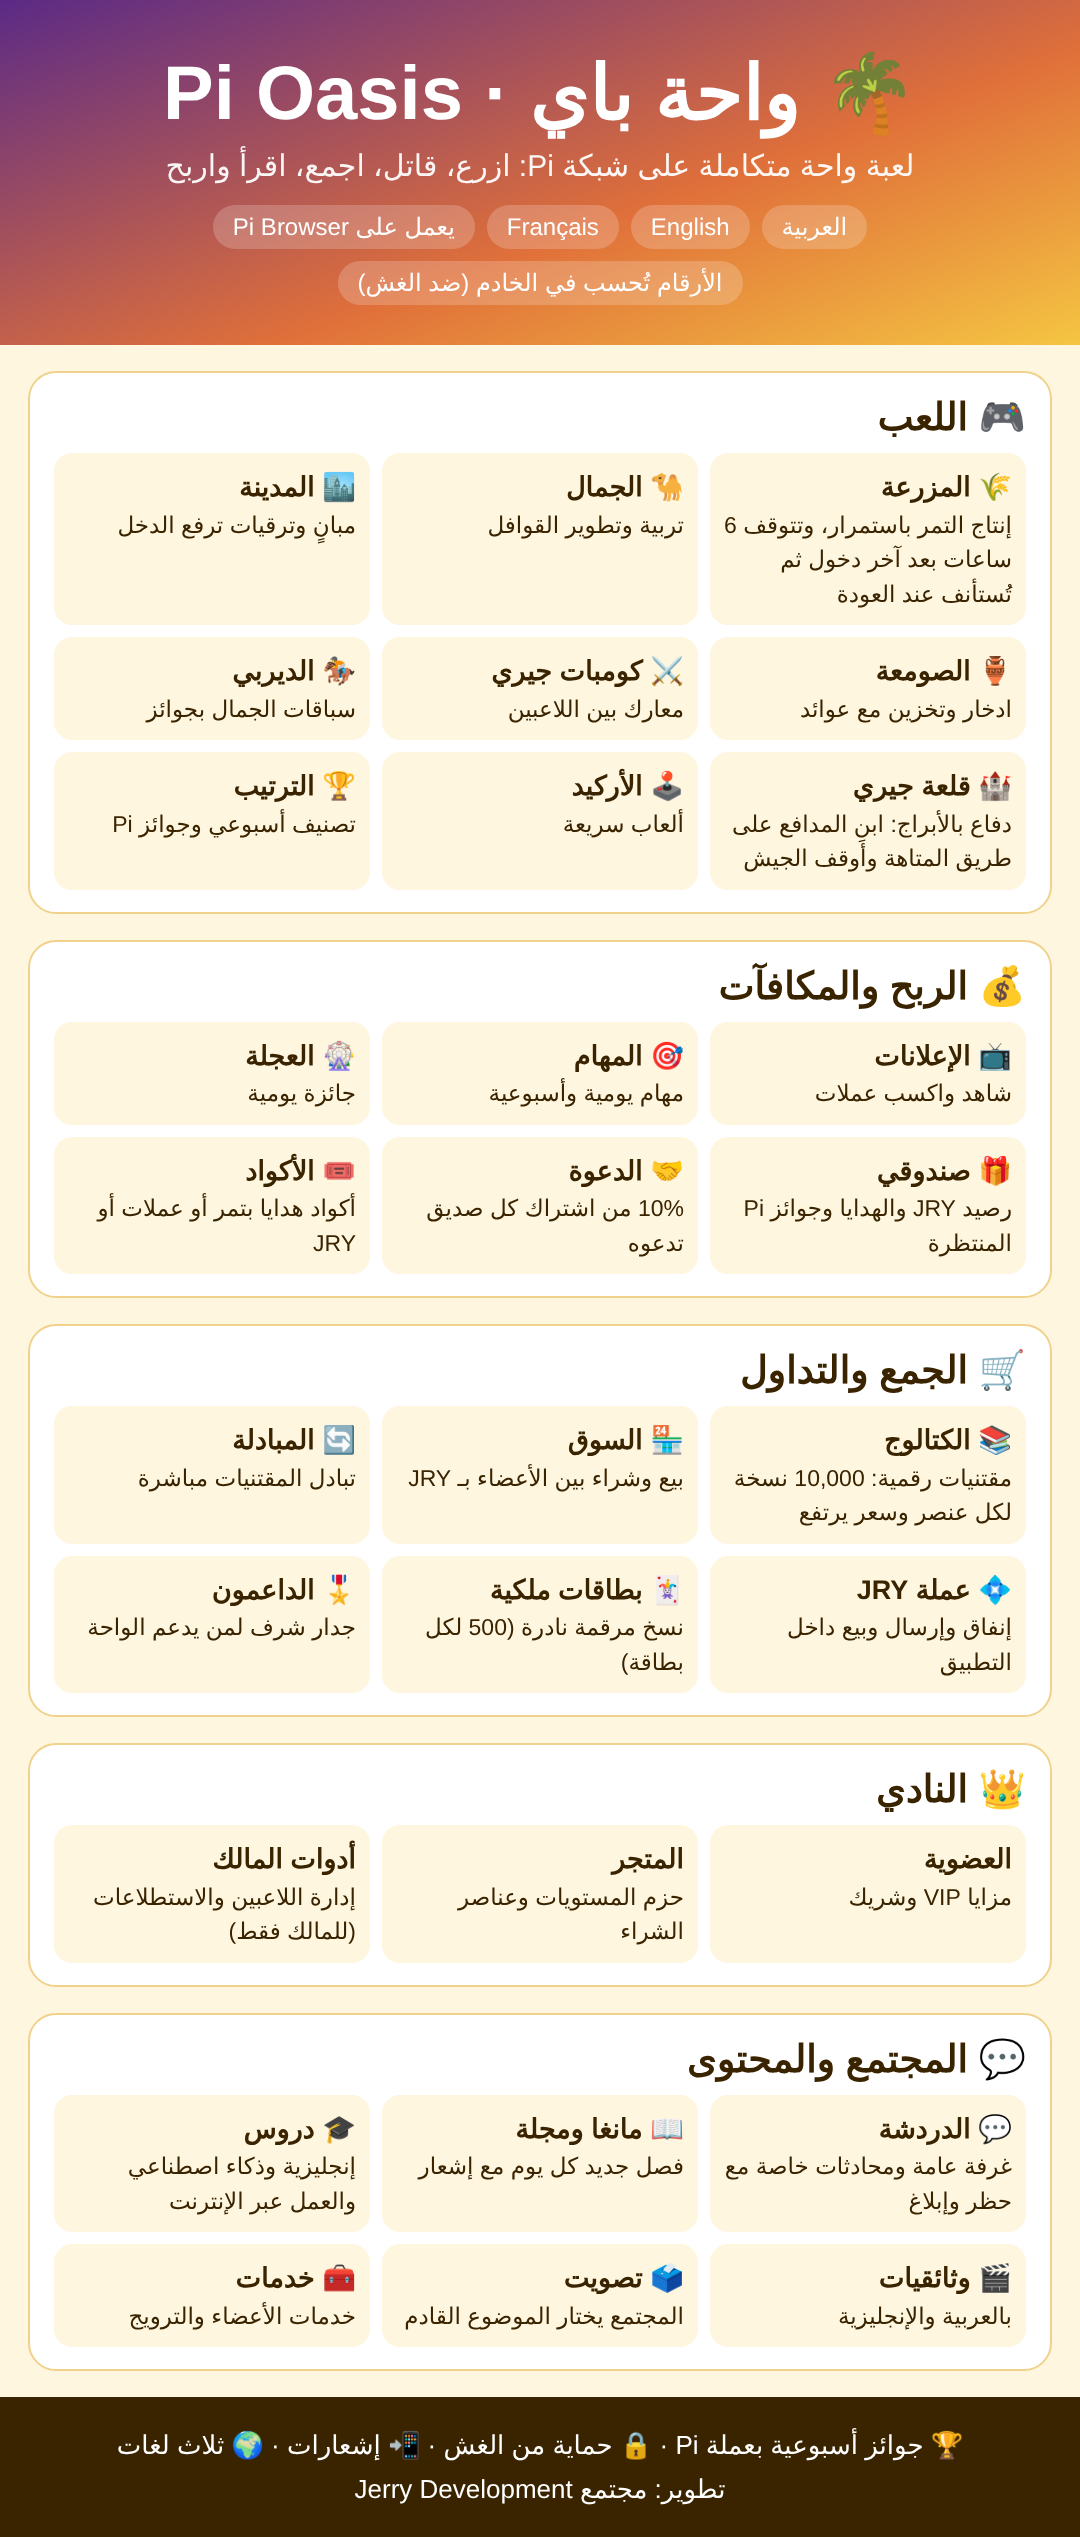 واحة باي · Pi Oasis
لعبة واحة متكاملة على شبكة Pi: ازرع، قاتل، اجمع، اقرأ واربح
العربية
English
Français
يعمل على Pi Browser
الأرقام تُحسب في الخادم (ضد الغش)
اللعب
المزرعة
إنتاج التمر باستمرار، وتتوقف 6
ساعات بعد آخر دخول ثم
تُستأنف عند العودة
الجمال
تربية وتطوير القوافل
المدينة
مبانٍ وترقيات ترفع الدخل
الصومعة
ادخار وتخزين مع عوائد
كومبات جيري
معارك بين اللاعبين
الديربي
سباقات الجمال بجوائز
قلعة جيري
دفاع بالأبراج: ابنِ المدافع على
طريق المتاهة وأَوقف الجيش
الأركيد
ألعاب سريعة
الترتيب
تصنيف أسبوعي وجوائز Pi
الربح والمكافآت
الإعلانات
شاهد واكسب عملات
المهام
مهام يومية وأسبوعية
العجلة
جائزة يومية
صندوقي
رصيد JRY والهدايا وجوائز Pi
المنتظرة
الدعوة
10% من اشتراك كل صديق
تدعوه
الأكواد
أكواد هدايا بتمر أو عملات أو
JRY
الجمع والتداول
الكتالوج
مقتنيات رقمية: 10,000 نسخة
لكل عنصر وسعر يرتفع
السوق
بيع وشراء بين الأعضاء بـ JRY
المبادلة
تبادل المقتنيات مباشرة
عملة JRY
إنفاق وإرسال وبيع داخل
التطبيق
بطاقات ملكية
نسخ مرقمة نادرة (500 لكل
بطاقة)
الداعمون
جدار شرف لمن يدعم الواحة
النادي
العضوية
مزايا VIP وشريك
المتجر
حزم المستويات وعناصر
الشراء
أدوات المالك
إدارة اللاعبين والاستطلاعات
(للمالك فقط)
المجتمع والمحتوى
الدردشة
غرفة عامة ومحادثات خاصة مع
حظر وإبلاغ
مانغا ومجلة
فصل جديد كل يوم مع إشعار
دروس
إنجليزية وذكاء اصطناعي
والعمل عبر الإنترنت
وثائقيات
بالعربية والإنجليزية
تصويت
المجتمع يختار الموضوع القادم
خدمات
خدمات الأعضاء والترويج
جوائز أسبوعية بعملة Pi · حماية من الغش · إشعارات · ثلاث لغات
تطوير: مجتمع Jerry Development